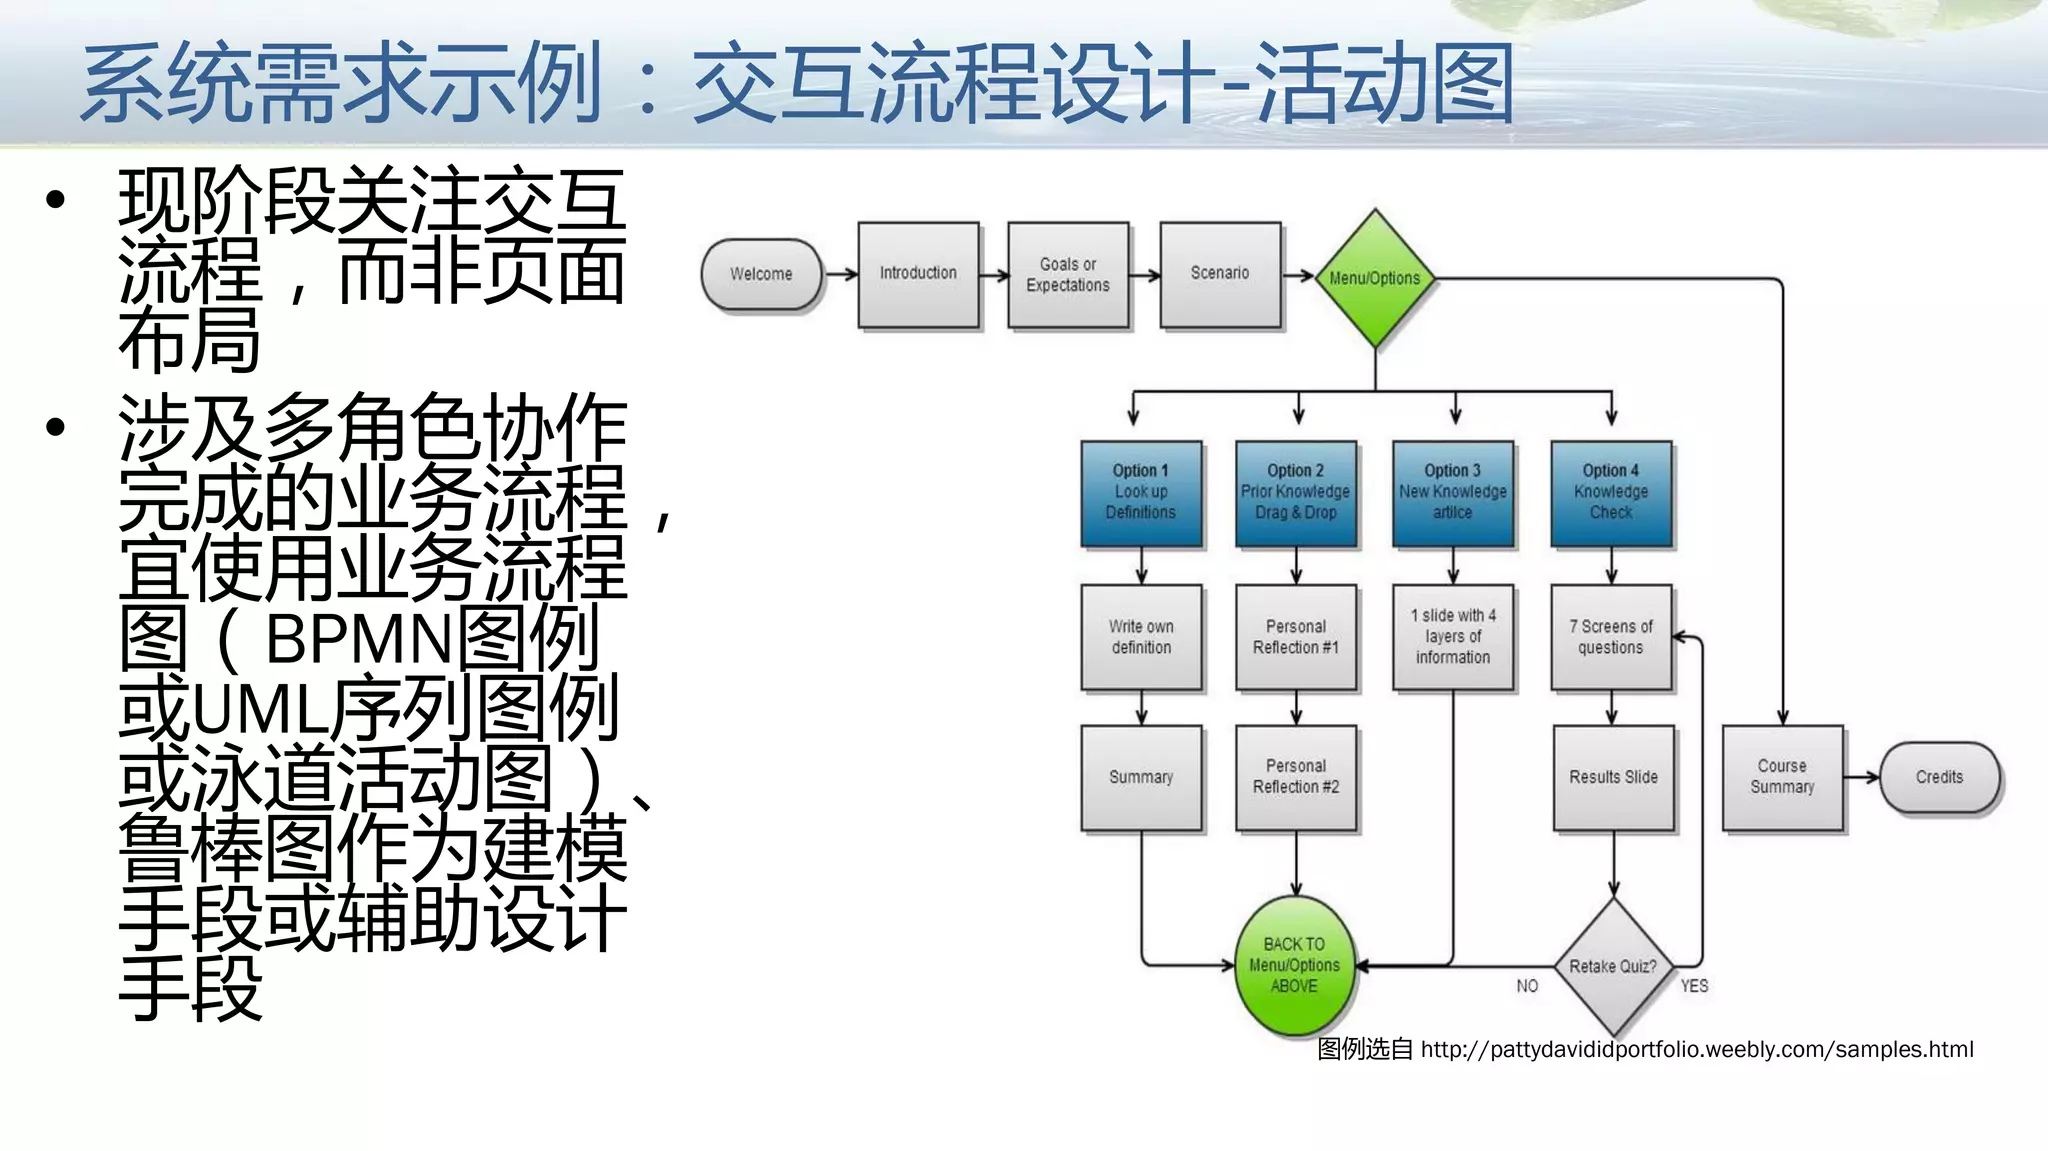 系统需求示例：交互流程设计-活动图
• 现阶段关注交互
流程，而非页面
布局
• 涉及多角色协作
完成的业务流程，
宜使用业务流程
图（BPMN图例
或UML序列图例
或泳道活动图）、
鲁棒图作为建模
手段或辅助设计
手段
Welcome
Introduction
Goals or
Expectations
Scenario
Menu/Options
Option 1
Look up
Definitions
Option 2
Prior Knowledge
Drag & Drop
Option 3
New Knowledge
artilce
Option 4
Knowledge
Check
Write own
definition
Personal
Reflection #1
1 slide with 4
layers of
information
7 Screens of
questions
Summary
Personal
Reflection #2
Results Slide
Course
Summary
Credits
BACK TO
Menu/Options
ABOVE
Retake Quiz?
NO
YES
图例选自 http://pattydavididportfolio.weebly.com/samples.html